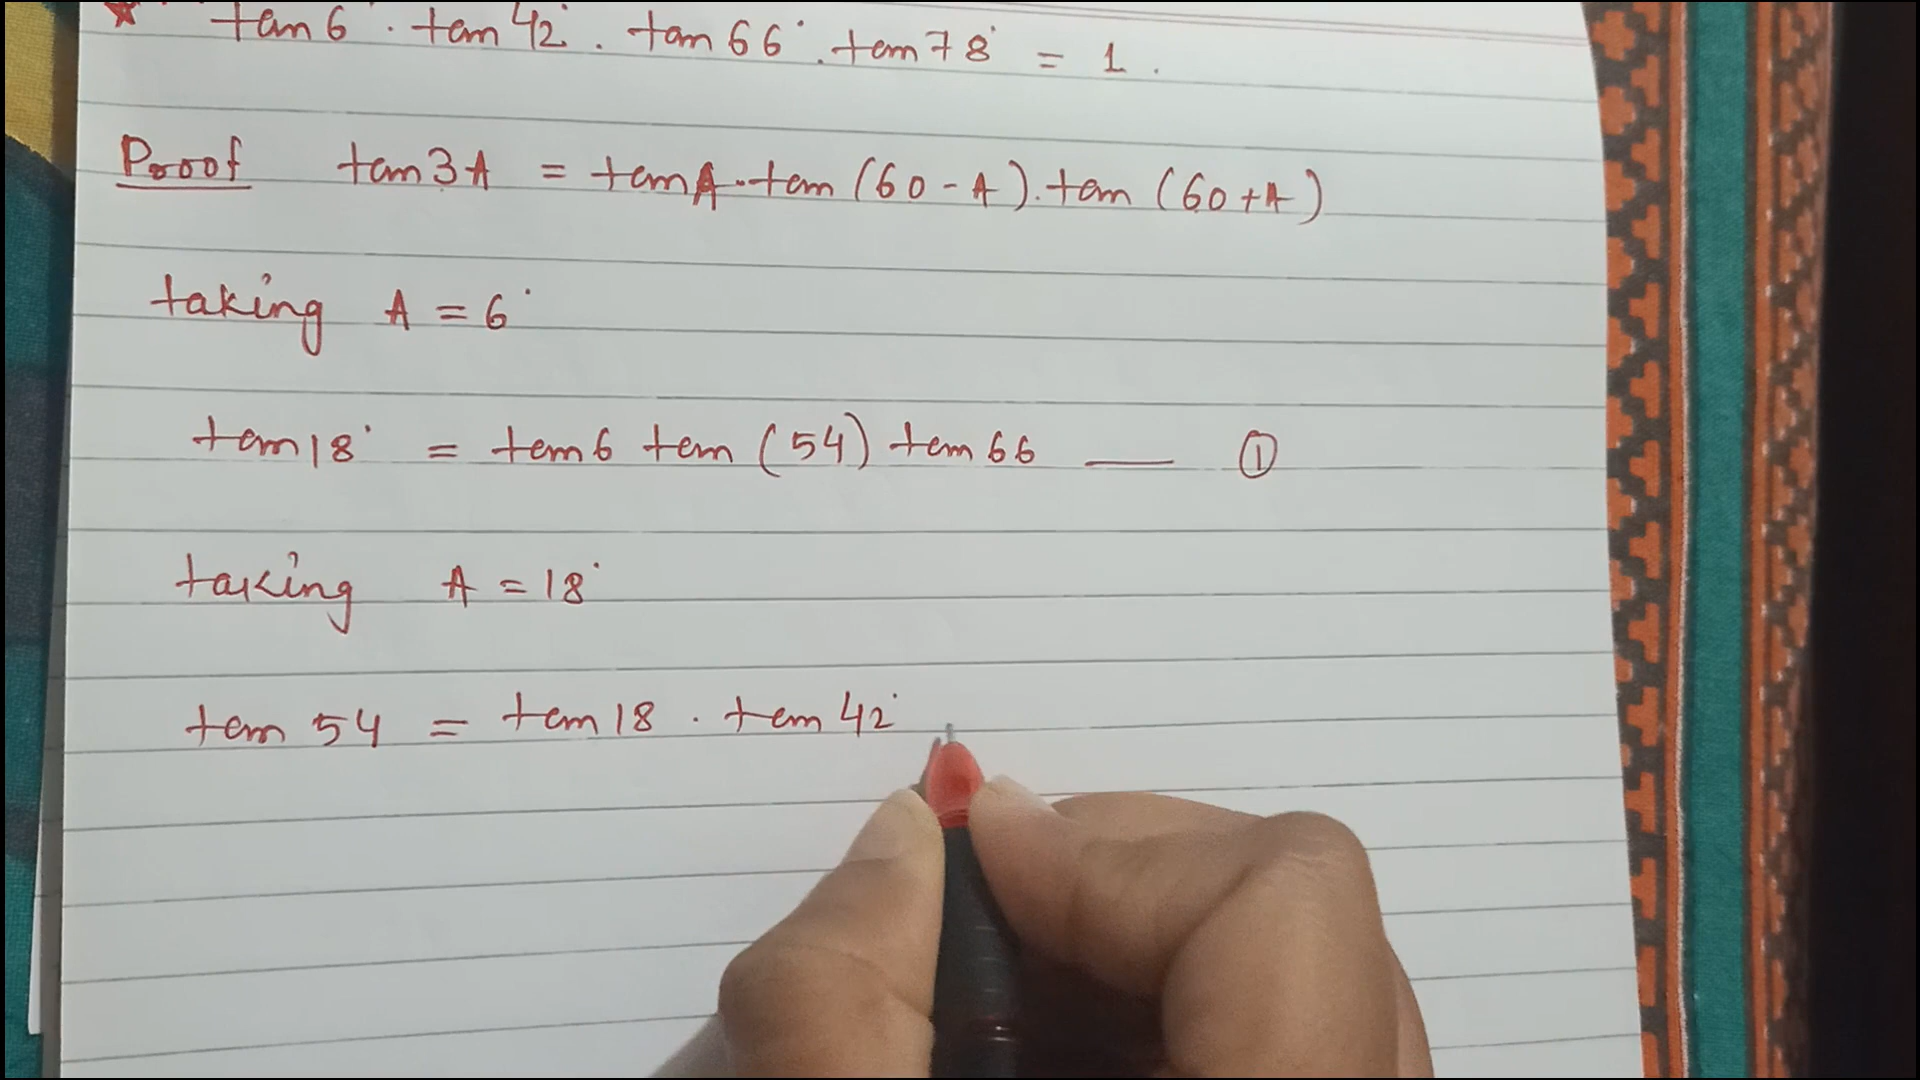 ★ tan 6° . tan 42° . tan 66° . tan 78° = 1 .
Proof tan 3A = tan A . tan (60 - A) . tan (60 + A)
taking A = 6°
tan 18° = tan 6 tan (54) tan 66 — ①
taking A = 18°
tan 54 = tan 18 . tan 42°